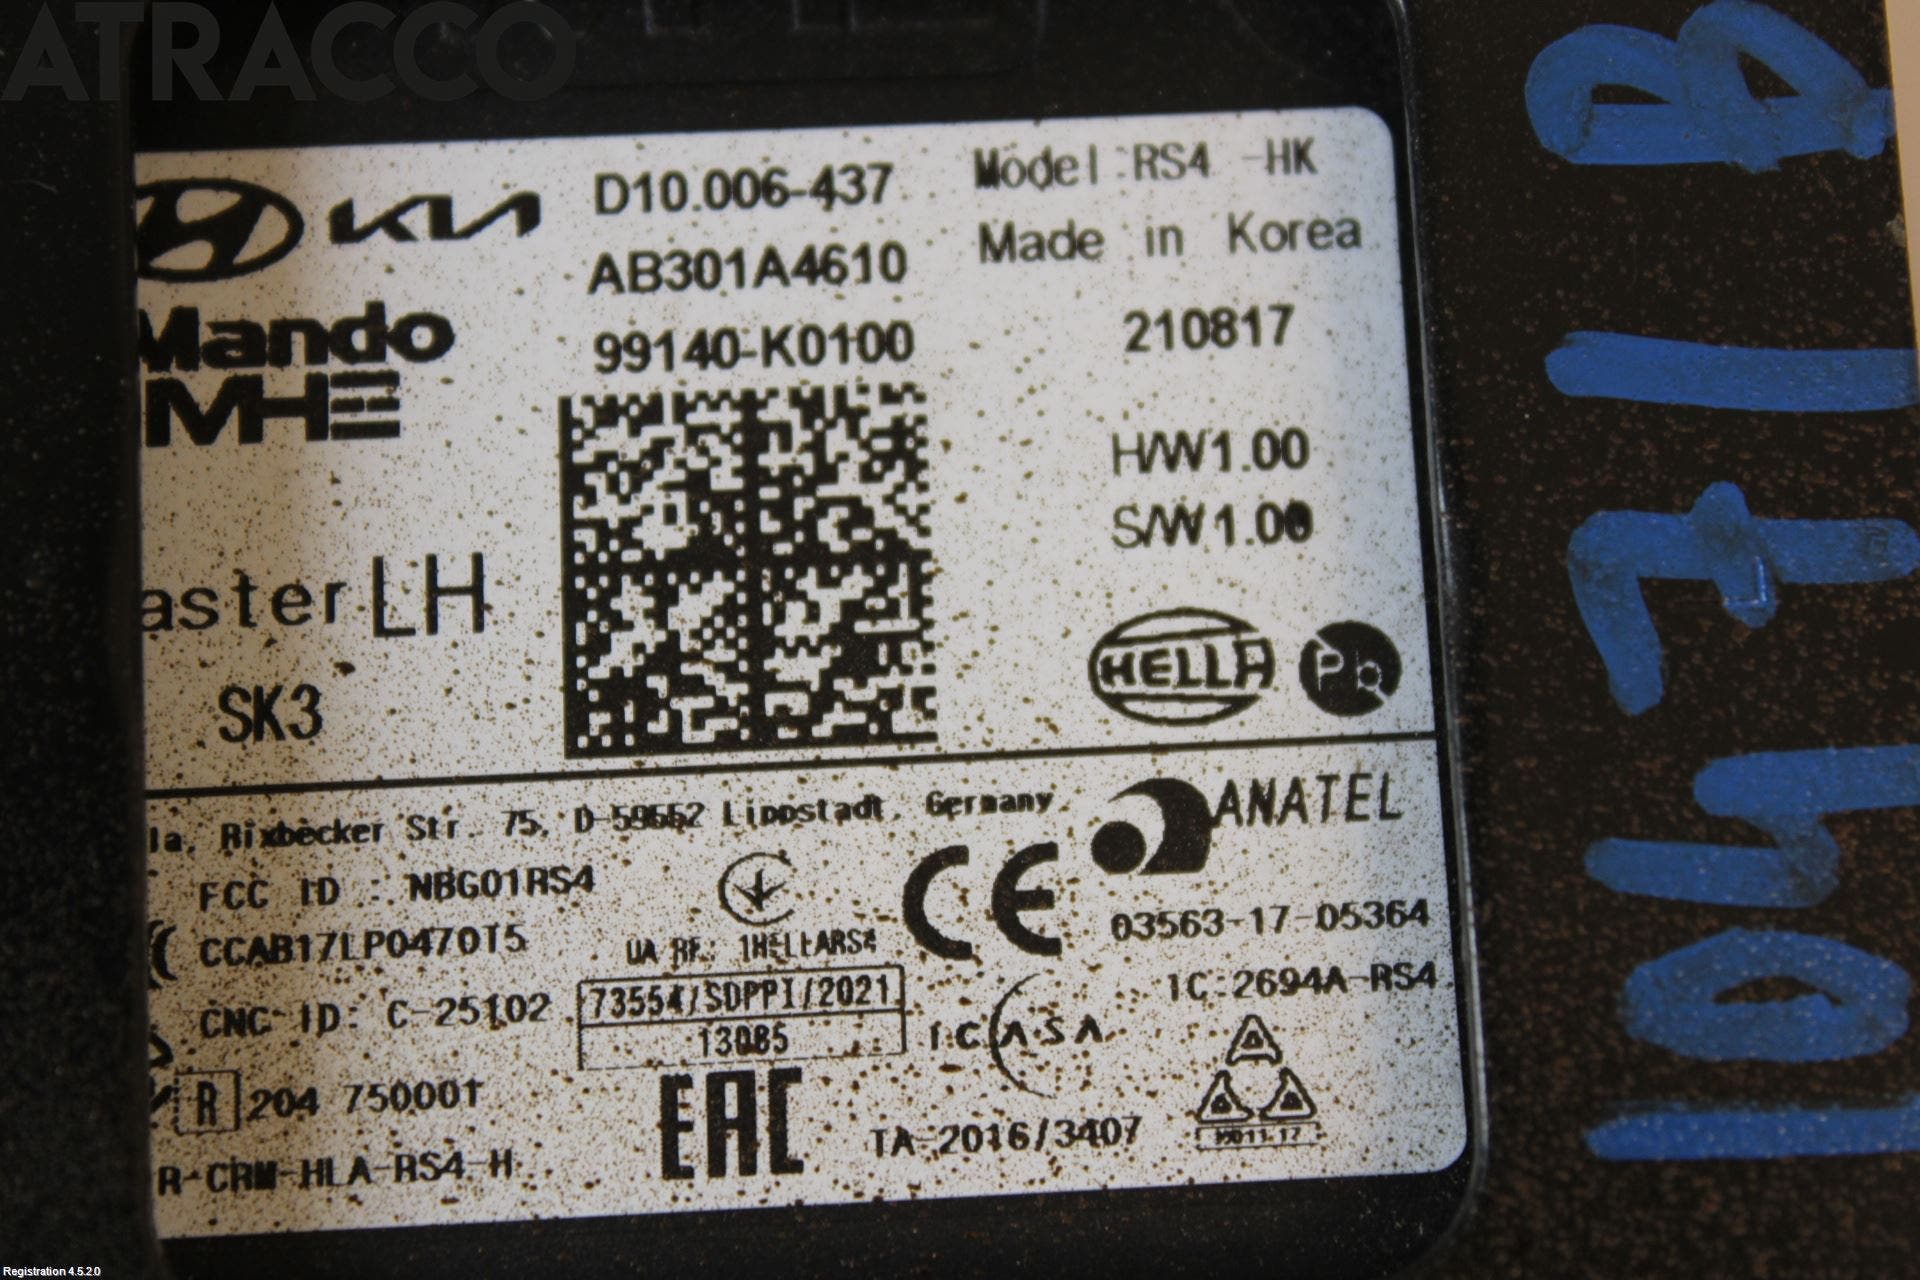 ATRACCO
KIA
D10.006-437
Model:RS4 -HK
AB301A4610
Made in Korea
Mando
99140-K0100
210817
MHE
H/W1.00
S/W1.00
aster LH
SK3
HELLA
Pb
la, Rixbecker Str. 75, D-59552 Lippstadt, Germany
ANATEL
FCC ID : NBG01RS4
CE
03563-17-05364
CCAB17LP0470T5
UA RF: 1HELLARS4
IC:2694A-RS4
CNC ID: C-25102
73554/SDPPI/2021
13085
ICASA
R 204 750001
EAC
TA-2016/3407
R-CRM-HLA-RS4-H
Registration 4.5.2.0